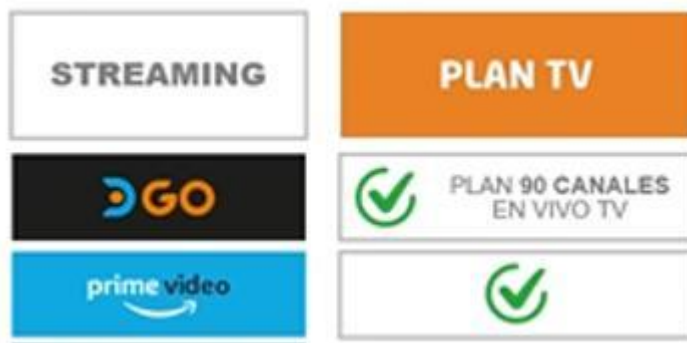 STREAMING
PLAN TV
DGO
PLAN 90 CANALES
EN VIVO TV
prime video